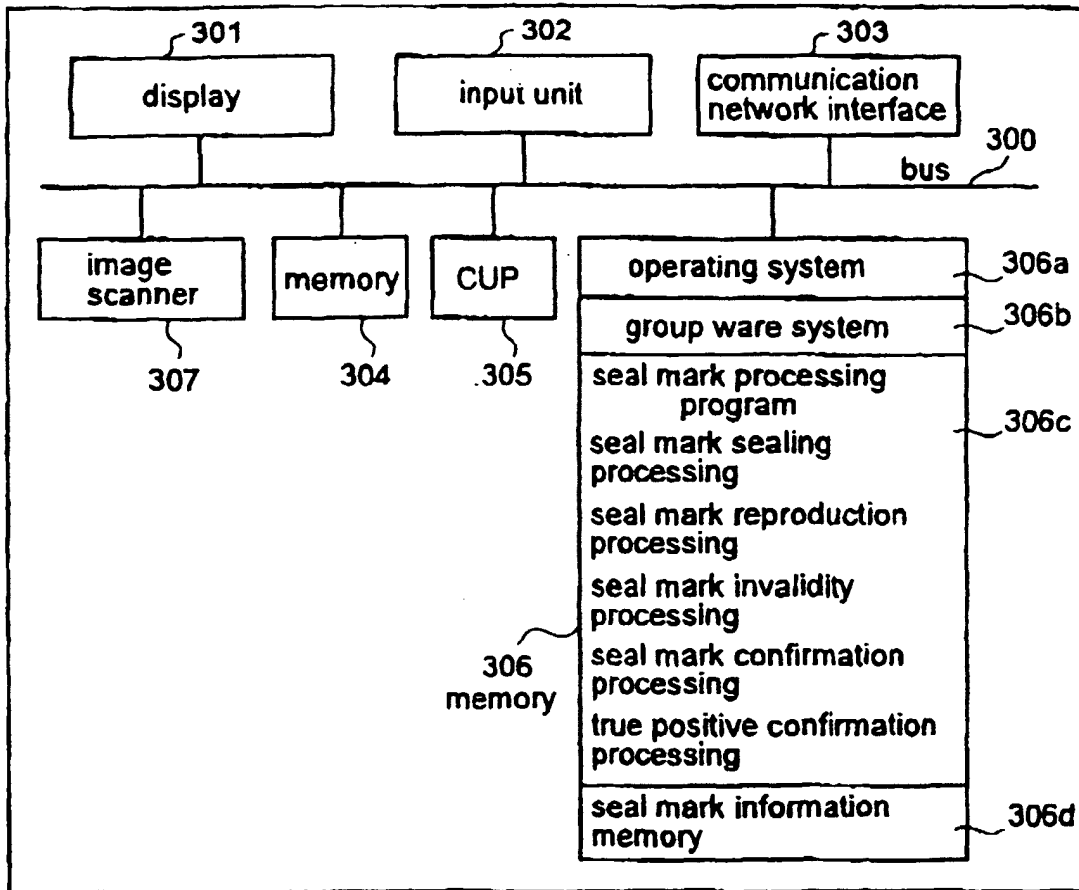 301
302
303
display
input unit
communication
network interface
300
bus
image
scanner
memory
CUP
operating system
306a
group ware system
306b
307
304
305
seal mark processing
program
306c
seal mark sealing
processing
seal mark reproduction
processing
seal mark invalidity
processing
306
memory
seal mark confirmation
processing
true positive confirmation
processing
seal mark information
memory
306d